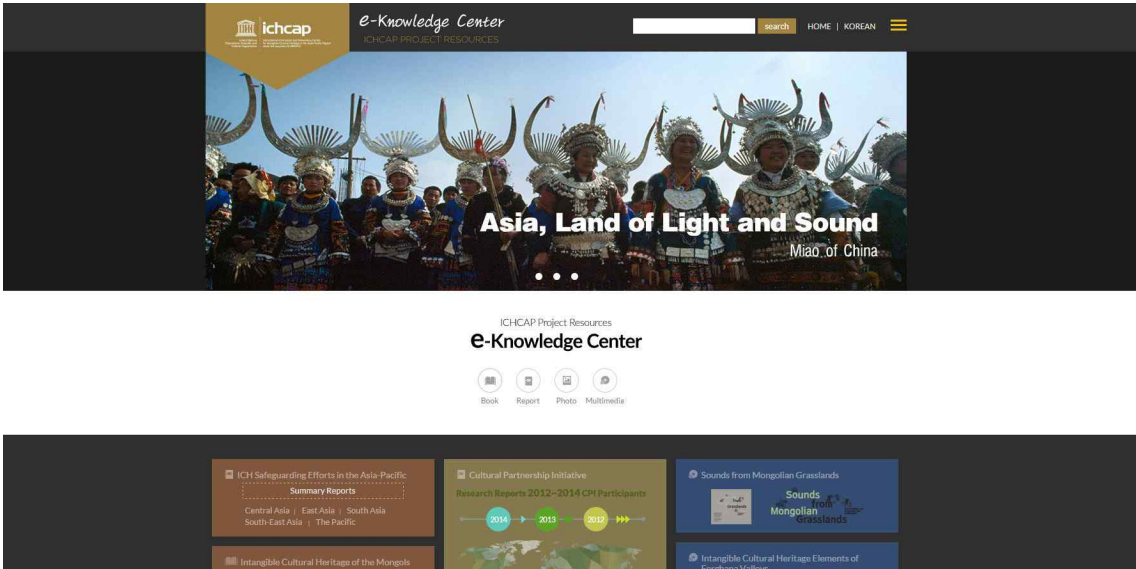 ichcap
e-Knowledge Center
ICHCAP PROJECT RESOURCES
search
HOME | KOREAN
Asia, Land of Light and Sound
Miao of China
ICHCAP Project Resources
e-Knowledge Center
Book Report Photo Multimedia
ICH Safeguarding Efforts in the Asia-Pacific
Summary Reports
Central Asia | East Asia | South Asia
South-East Asia | The Pacific
Intangible Cultural Heritage of the Mongols
Cultural Partnership Initiative
Research Reports 2012~2014 CPI Participants
2014 2013 2012
Sounds from Mongolian Grasslands
Sounds
from
Mongolian
Grasslands
Intangible Cultural Heritage Elements of
Ferghana Valleys